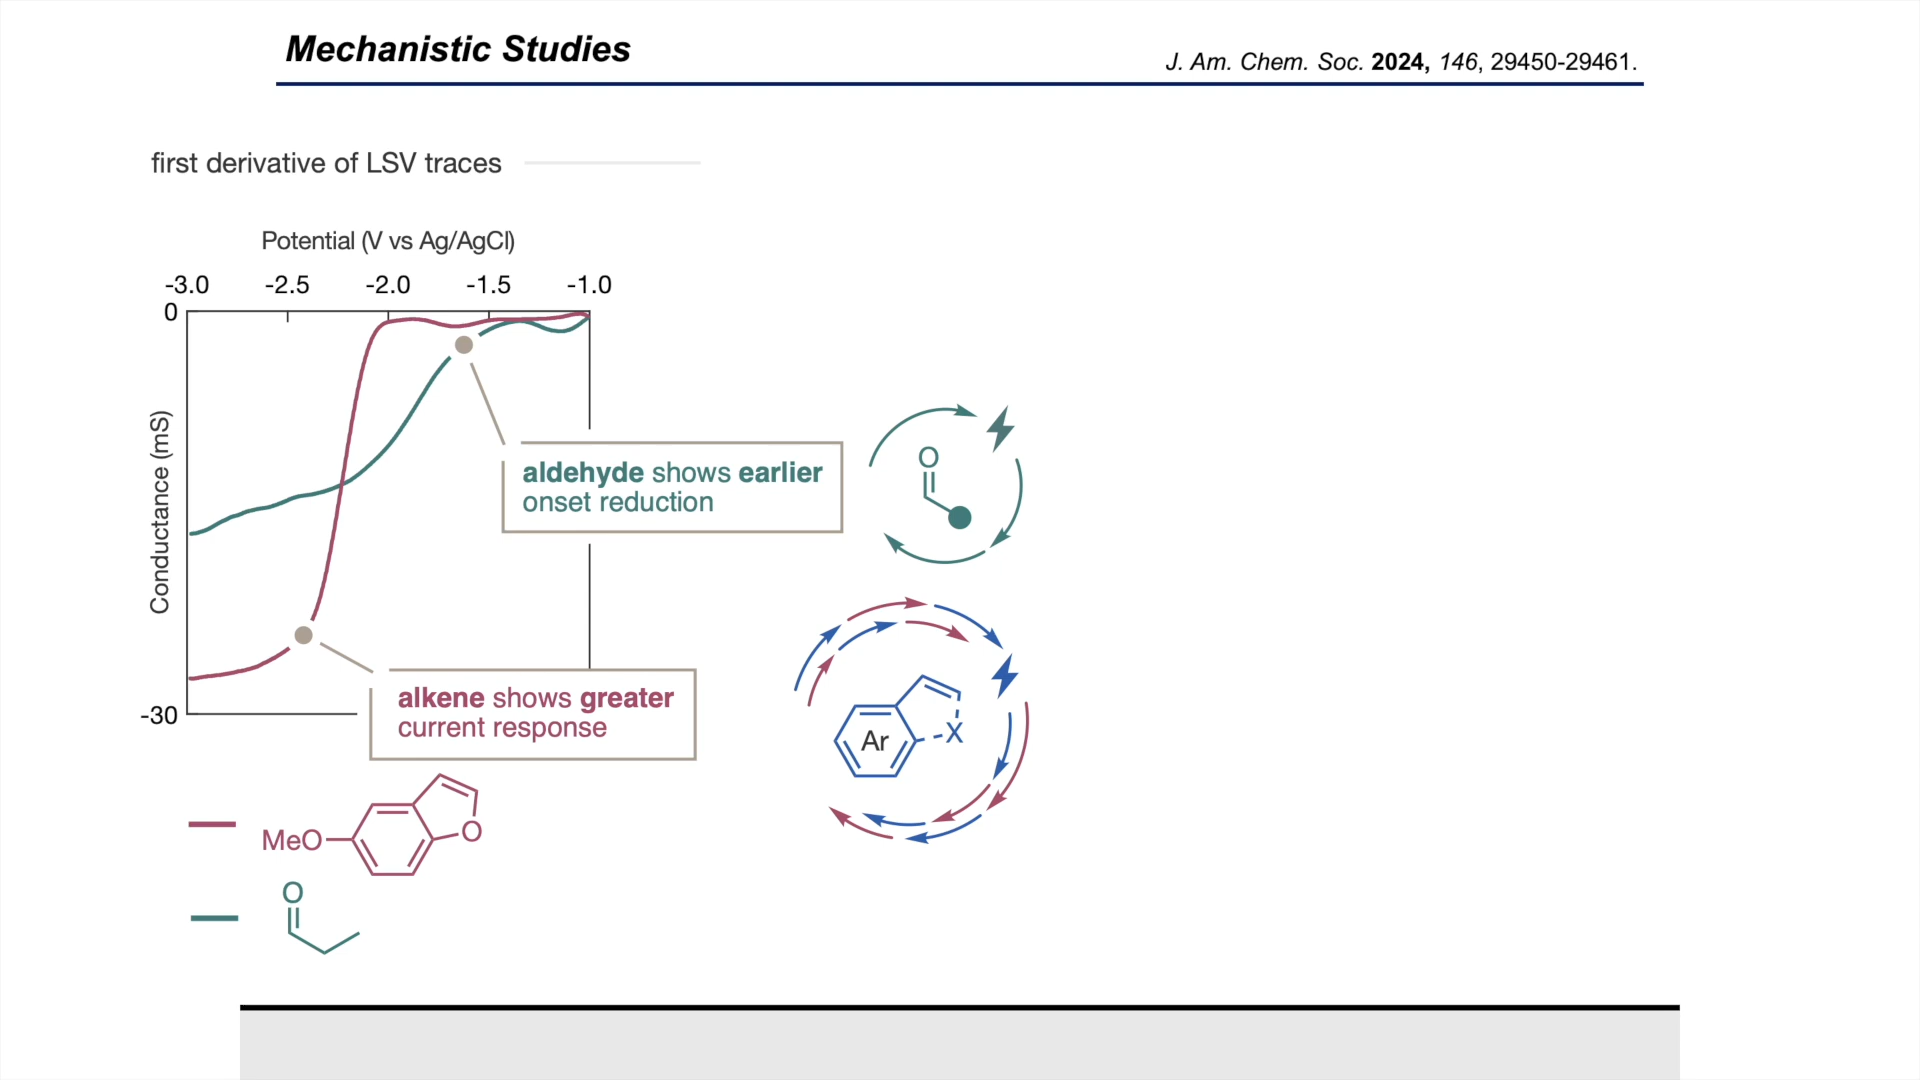 Mechanistic Studies
J. Am. Chem. Soc. 2024, 146, 29450-29461.
first derivative of LSV traces
Potential (V vs Ag/AgCl)
-3.0 -2.5 -2.0 -1.5 -1.0
0
Conductance (mS)
-30
aldehyde shows earlier
onset reduction
O
alkene shows greater
current response
Ar
X
MeO
O
O